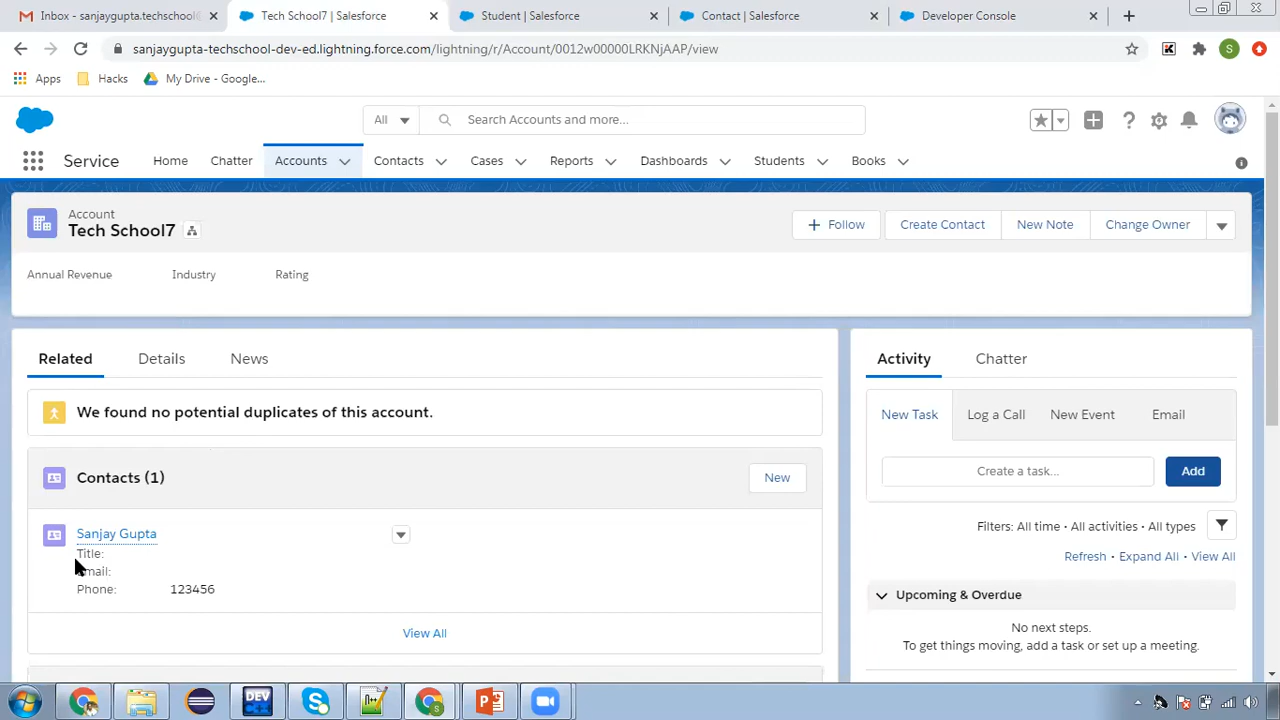 Inbox - sanjaygupta.techschool
Tech School7 | Salesforce
Student | Salesforce
Contact | Salesforce
Developer Console
sanjaygupta-techschool-dev-ed.lightning.force.com/lightning/r/Account/0012w00000LRKNjAAP/view
Apps
Hacks
My Drive - Google...
All
Search Accounts and more...
Service
Home
Chatter
Accounts
Contacts
Cases
Reports
Dashboards
Students
Books
Account
Tech School7
Follow
Create Contact
New Note
Change Owner
Annual Revenue
Industry
Rating
Related
Details
News
We found no potential duplicates of this account.
Contacts (1)
New
Sanjay Gupta
Title:
Email:
Phone: 123456
View All
Activity
Chatter
New Task
Log a Call
New Event
Email
Create a task...
Add
Filters: All time • All activities • All types
Refresh • Expand All • View All
Upcoming & Overdue
No next steps.
To get things moving, add a task or set up a meeting.